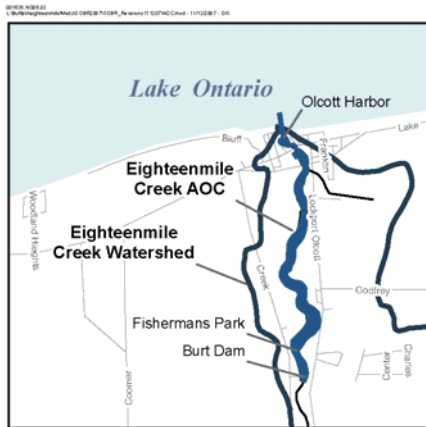 Lake Ontario
Olcott Harbor
Bluff
Lake
Franklin
Eighteenmile
Creek AOC
Woodland Heights
Lockport Olcott
Eighteenmile
Creek Watershed
Creek
Godfrey
Fishermans Park
Burt Dam
Center
Charles
Coomer